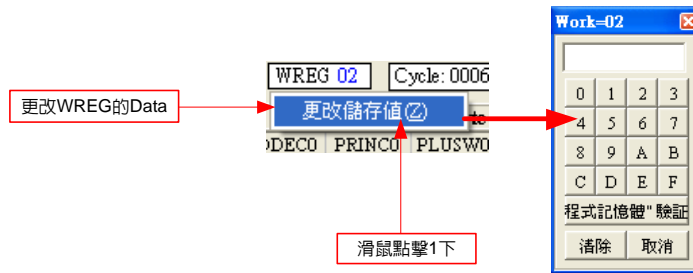 Work=02
WREG 02
Cycle: 0006
更改WREG的Data
更改儲存值(Z)
DECO PRINCO PLUSWO
滑鼠點擊1下
0 1 2 3
4 5 6 7
8 9 A B
C D E F
程式記憶體" 驗証
清除 取消